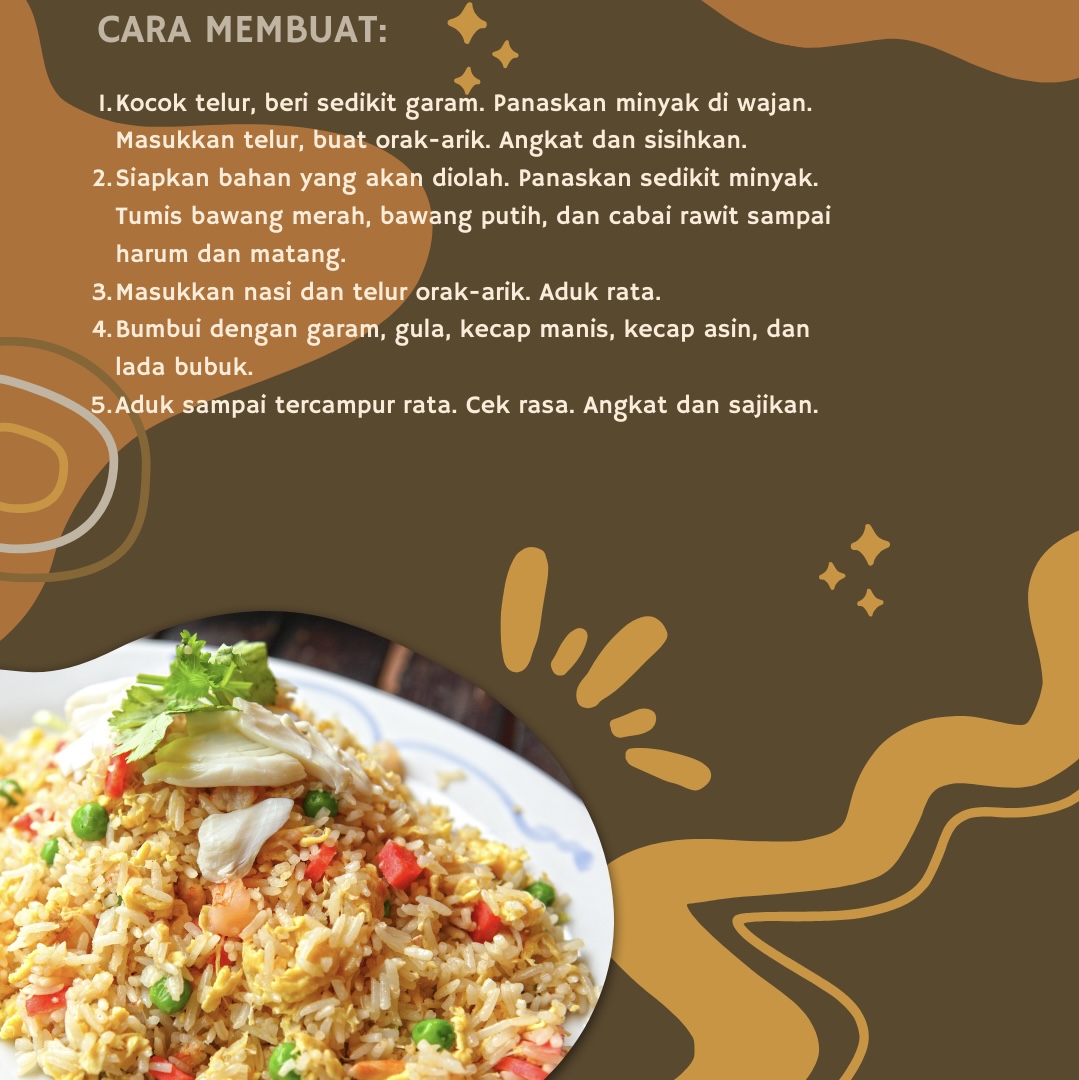 CARA MEMBUAT:
1. Kocok telur, beri sedikit garam. Panaskan minyak di wajan.
Masukkan telur, buat orak-arik. Angkat dan sisihkan.
2. Siapkan bahan yang akan diolah. Panaskan sedikit minyak.
Tumis bawang merah, bawang putih, dan cabai rawit sampai
harum dan matang.
3. Masukkan nasi dan telur orak-arik. Aduk rata.
4. Bumbui dengan garam, gula, kecap manis, kecap asin, dan
lada bubuk.
5. Aduk sampai tercampur rata. Cek rasa. Angkat dan sajikan.